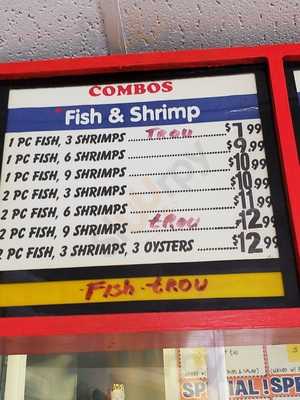 COMBOS
Fish & Shrimp
1 PC FISH, 3 SHRIMPS TROU $7.99
1 PC FISH, 6 SHRIMPS $9.99
1 PC FISH, 9 SHRIMPS $10.99
2 PC FISH, 3 SHRIMPS $10.99
2 PC FISH, 6 SHRIMPS $11.99
2 PC FISH, 9 SHRIMPS TROU $12.99
2 PC FISH, 3 SHRIMPS, 3 OYSTERS $12.99
Fish trou